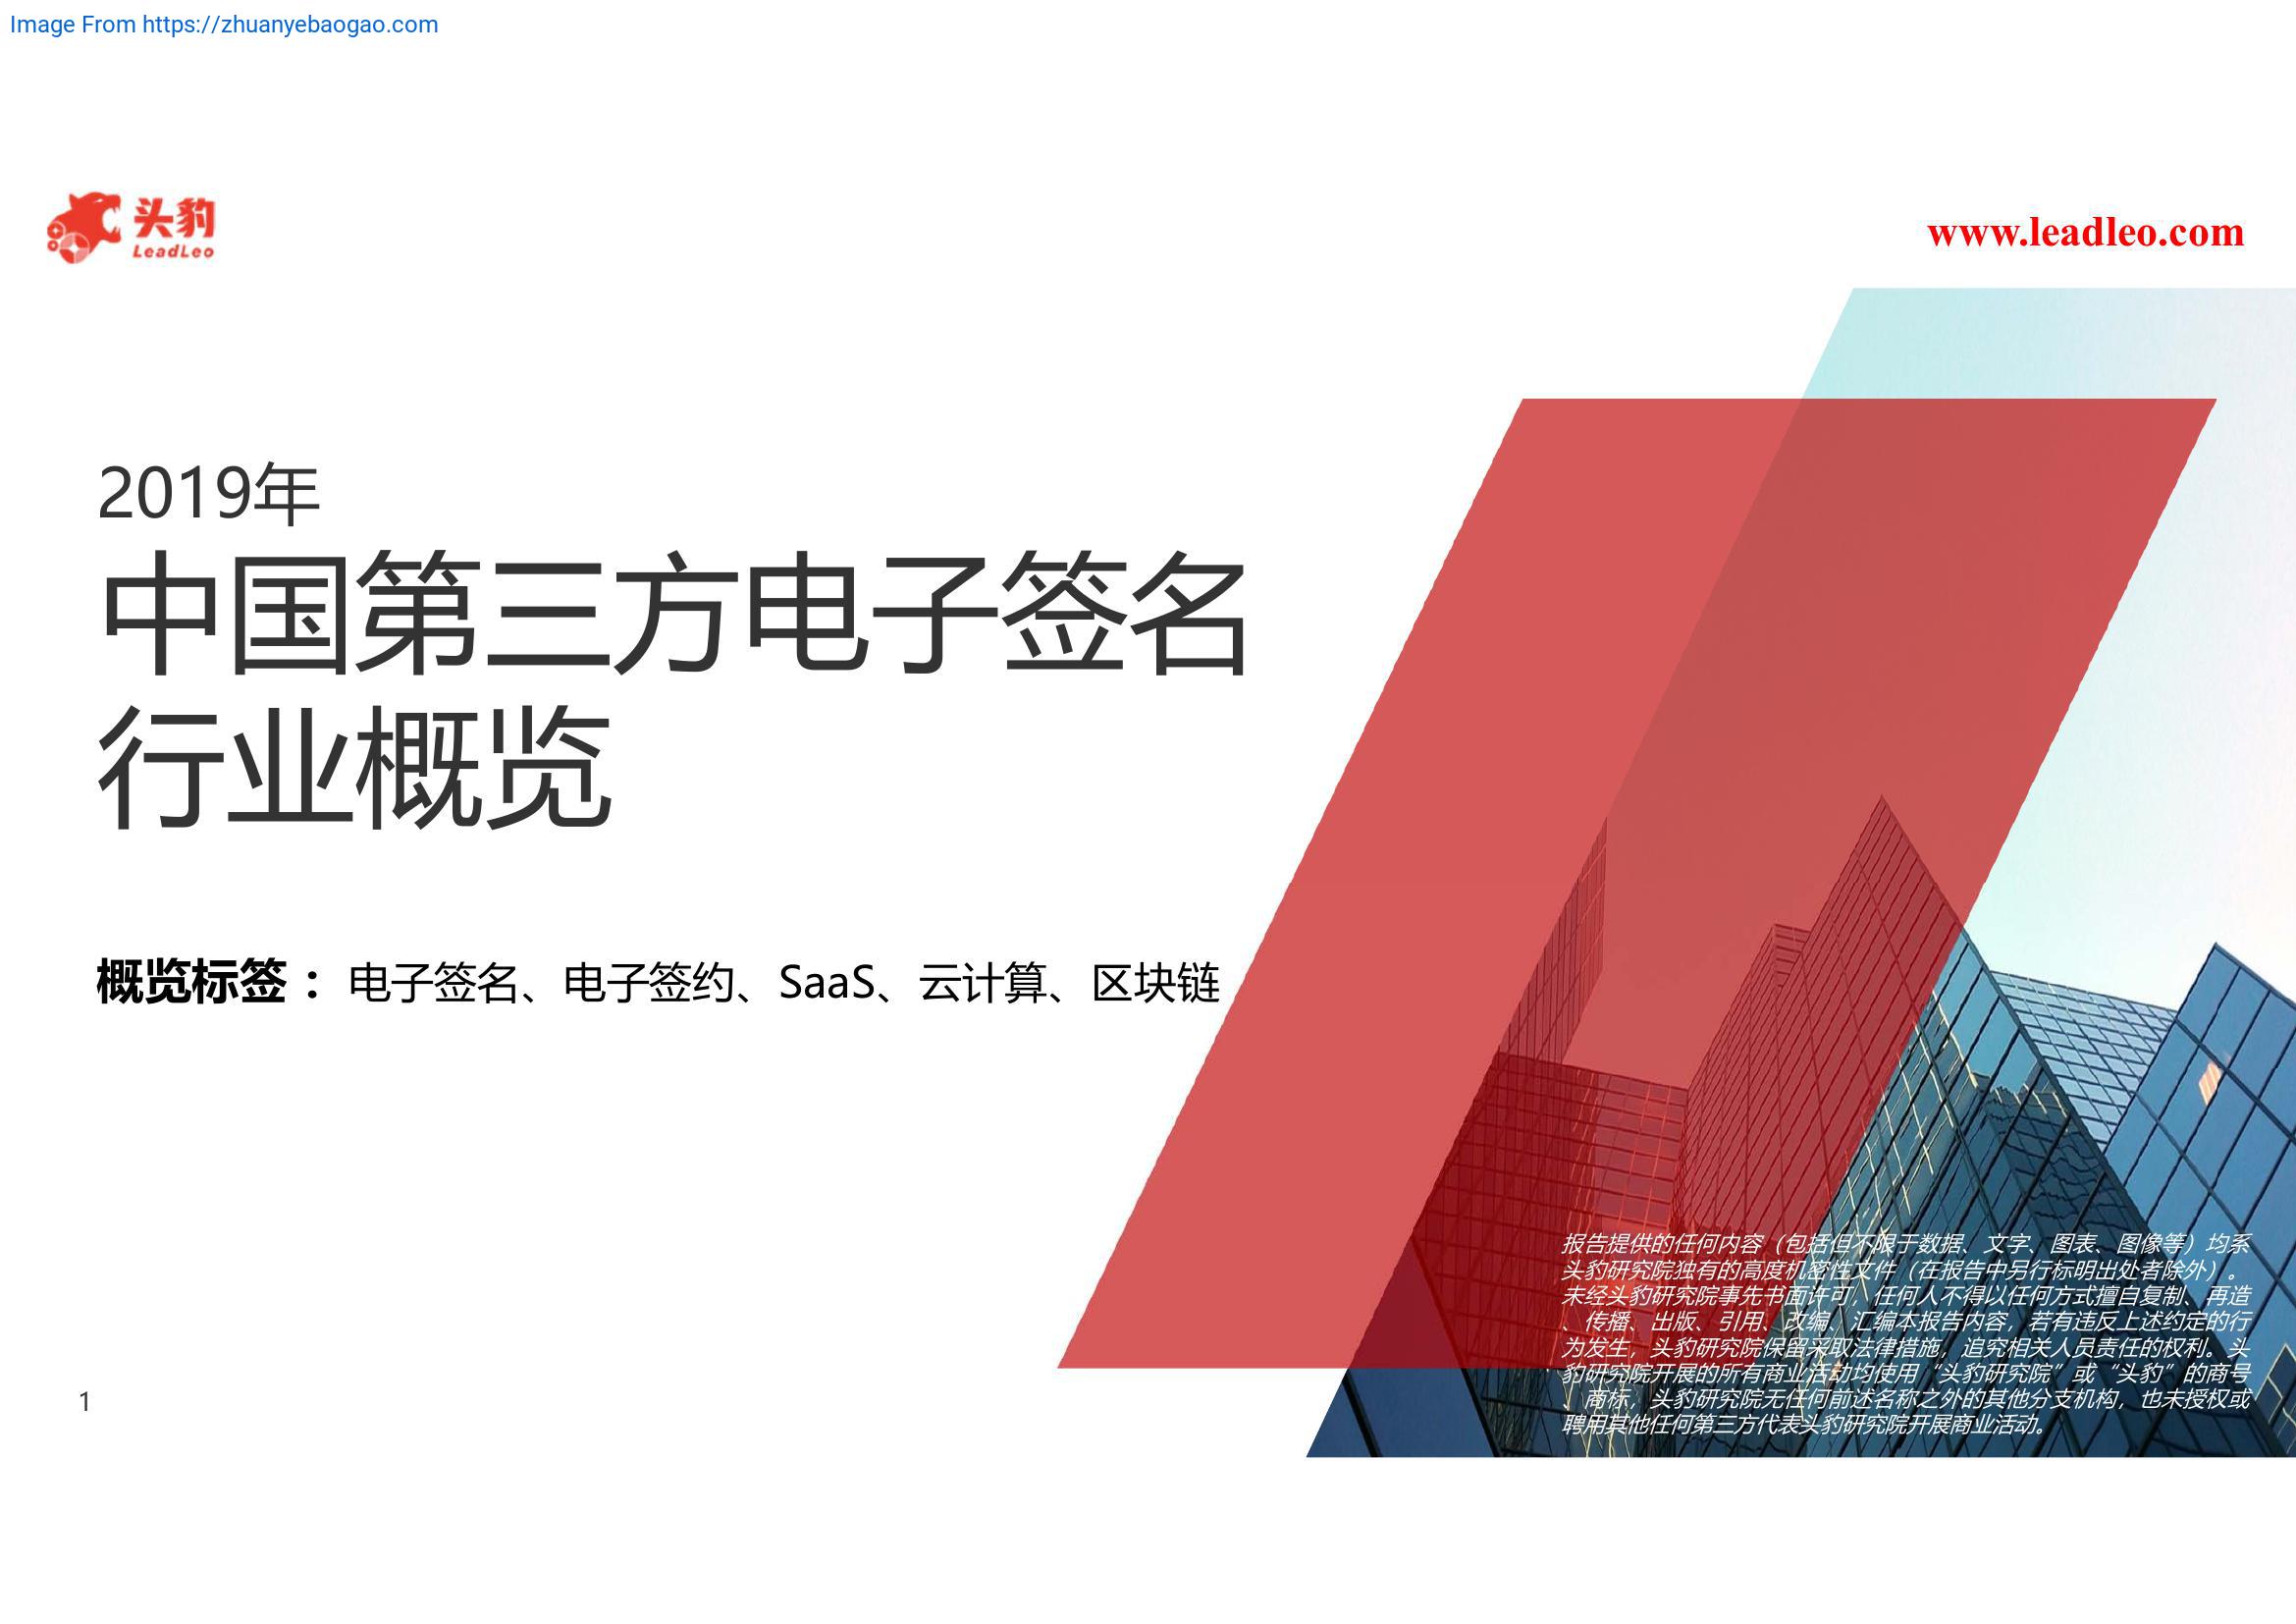 Image From https://zhuanyebaogao.com
头豹
LeadLeo
www.leadleo.com
2019年
中国第三方电子签名
行业概览
概览标签：电子签名、电子签约、SaaS、云计算、区块链
报告提供的任何内容（包括但不限于数据、文字、图表、图像等）均系
头豹研究院独有的高度机密性文件（在报告中另行标明出处者除外）。
未经头豹研究院事先书面许可，任何人不得以任何方式擅自复制、再造
、传播、出版、引用、改编、汇编本报告内容，若有违反上述约定的行
为发生，头豹研究院保留采取法律措施，追究相关人员责任的权利。头
豹研究院开展的所有商业活动均使用“头豹研究院”或“头豹”的商号
、商标，头豹研究院无任何前述名称之外的其他分支机构，也未授权或
聘用其他任何第三方代表头豹研究院开展商业活动。
1